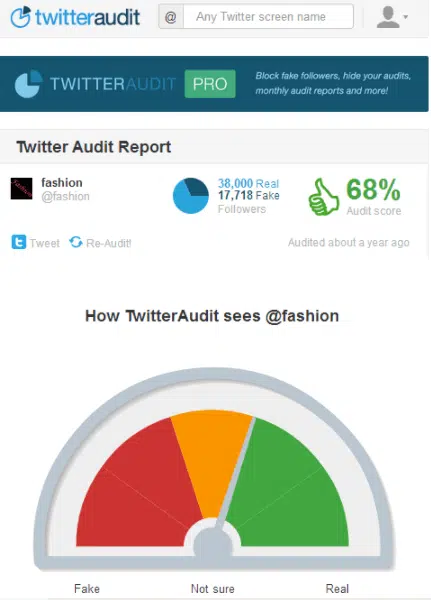 twitteraudit
@ Any Twitter screen name
TWITTERAUDIT PRO
Block fake followers, hide your audits,
monthly audit reports and more!
Twitter Audit Report
fashion
@fashion
38,000 Real
17,718 Fake
Followers
68%
Audit score
Tweet Re-Audit!
Audited about a year ago
How TwitterAudit sees @fashion
Fake Not sure Real